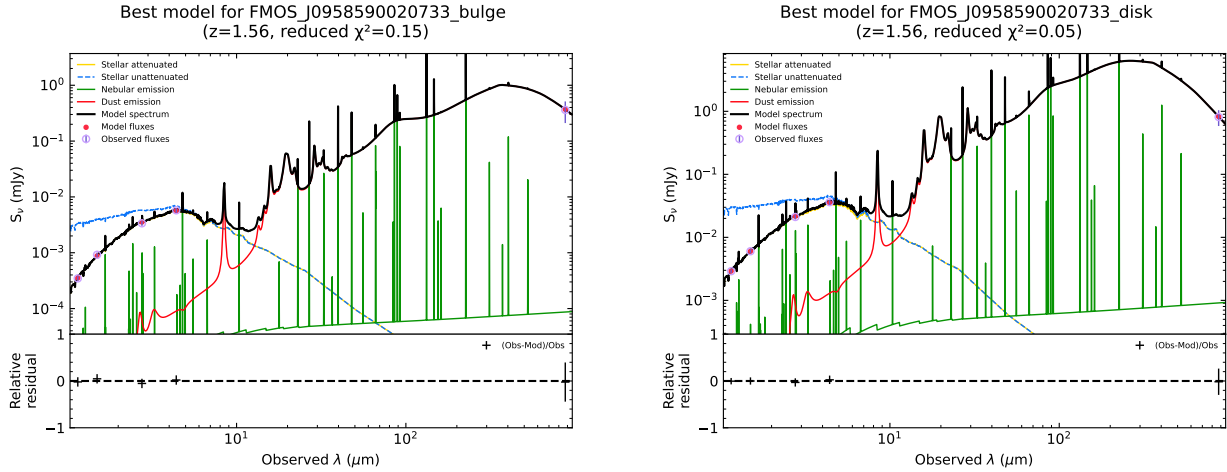 Best model for FMOS_J0958590020733_bulge
(z=1.56, reduced χ²=0.15)
Stellar attenuated
Stellar unattenuated
Nebular emission
Dust emission
Model spectrum
Model fluxes
Observed fluxes
10⁰
10⁻¹
10⁻²
10⁻³
10⁻⁴
Sν (mJy)
1
0
−1
Relative
residual
(Obs-Mod)/Obs
10¹
10²
Observed λ (μm)
Best model for FMOS_J0958590020733_disk
(z=1.56, reduced χ²=0.05)
Stellar attenuated
Stellar unattenuated
Nebular emission
Dust emission
Model spectrum
Model fluxes
Observed fluxes
10⁰
10⁻¹
10⁻²
10⁻³
Sν (mJy)
1
0
−1
Relative
residual
(Obs-Mod)/Obs
10¹
10²
Observed λ (μm)